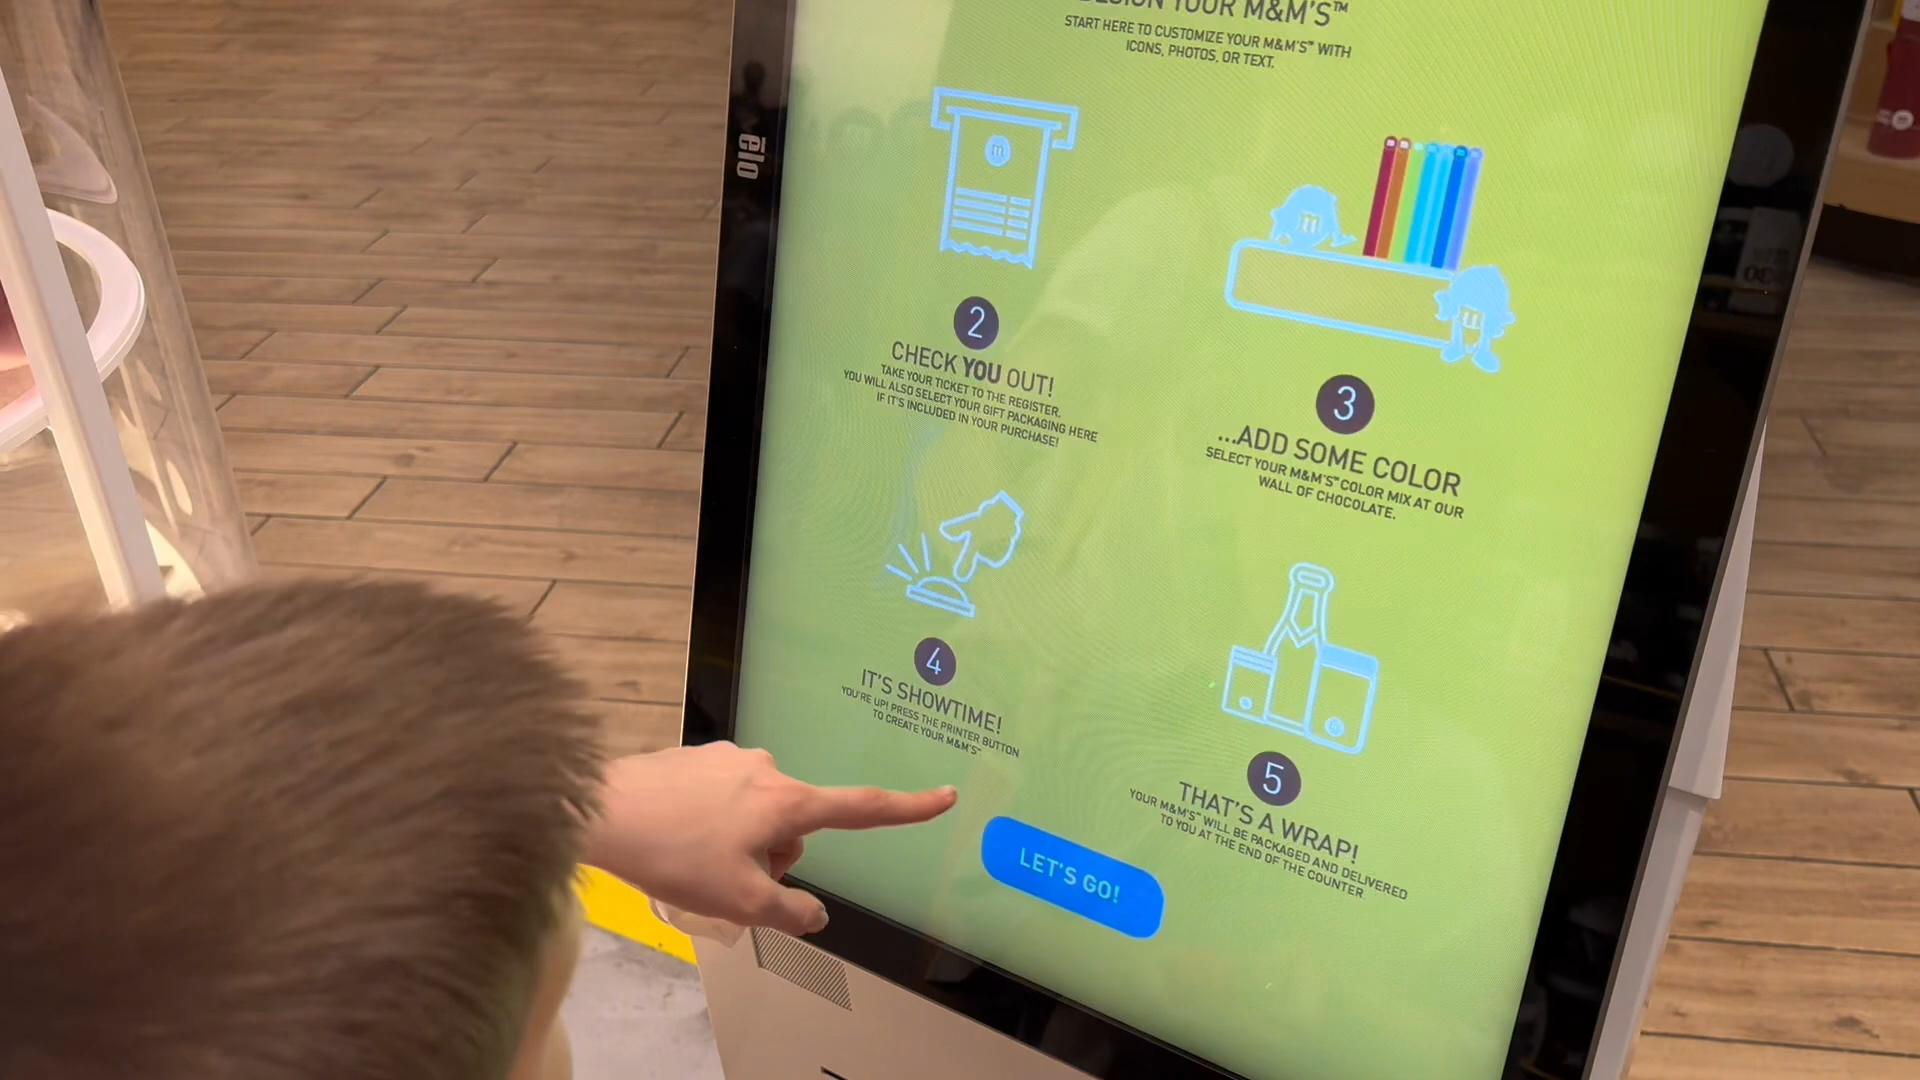 YOUR M&M'S™
START HERE TO CUSTOMIZE YOUR M&M'S™ WITH
ICONS, PHOTOS, OR TEXT.
elo
m
2
CHECK YOU OUT!
TAKE YOUR TICKET TO THE REGISTER.
YOU WILL ALSO SELECT YOUR GIFT PACKAGING HERE
IF IT'S INCLUDED IN YOUR PURCHASE!
m
m
3
...ADD SOME COLOR
SELECT YOUR M&M'S™ COLOR MIX AT OUR
WALL OF CHOCOLATE.
4
IT'S SHOWTIME!
YOU'RE UP! PRESS THE PRINTER BUTTON
TO CREATE YOUR M&M'S™
5
THAT'S A WRAP!
YOUR M&M'S™ WILL BE PACKAGED AND DELIVERED
TO YOU AT THE END OF THE COUNTER.
LET'S GO!